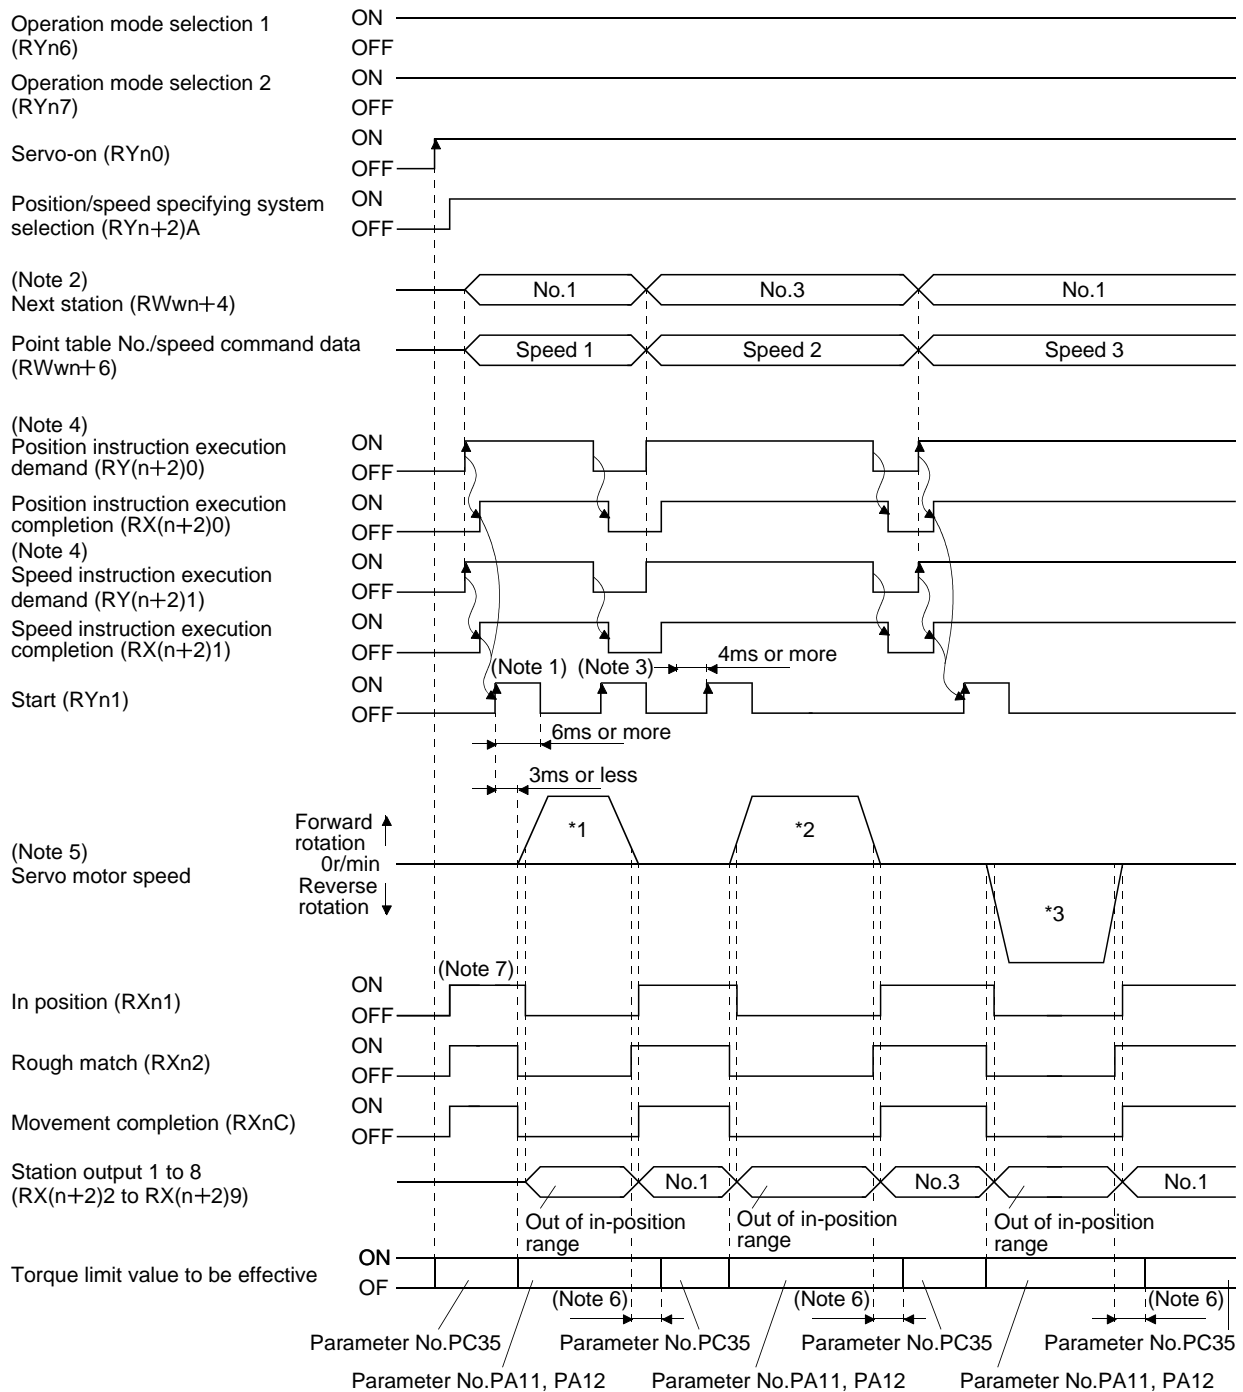 Operation mode selection 1
(RYn6)
ON
OFF
Operation mode selection 2
(RYn7)
ON
OFF
Servo-on (RYn0)
ON
OFF
Position/speed specifying system
selection (RYn+2)A
ON
OFF
(Note 2)
Next station (RWwn+4)
No.1
No.3
No.1
Point table No./speed command data
(RWwn+6)
Speed 1
Speed 2
Speed 3
(Note 4)
Position instruction execution
demand (RY(n+2)0)
ON
OFF
Position instruction execution
completion (RX(n+2)0)
ON
OFF
(Note 4)
Speed instruction execution
demand (RY(n+2)1)
ON
OFF
Speed instruction execution
completion (RX(n+2)1)
ON
OFF
(Note 1)
(Note 3)
4ms or more
Start (RYn1)
ON
OFF
6ms or more
3ms or less
(Note 5)
Servo motor speed
Forward
rotation
0r/min
Reverse
rotation
*1
*2
*3
(Note 7)
In position (RXn1)
ON
OFF
Rough match (RXn2)
ON
OFF
Movement completion (RXnC)
ON
OFF
Station output 1 to 8
(RX(n+2)2 to RX(n+2)9)
No.1
No.3
No.1
Out of in-position
range
Out of in-position
range
Out of in-position
range
Torque limit value to be effective
ON
OF
(Note 6)
(Note 6)
(Note 6)
Parameter No.PC35
Parameter No.PC35
Parameter No.PC35
Parameter No.PC35
Parameter No.PA11, PA12
Parameter No.PA11, PA12
Parameter No.PA11, PA12